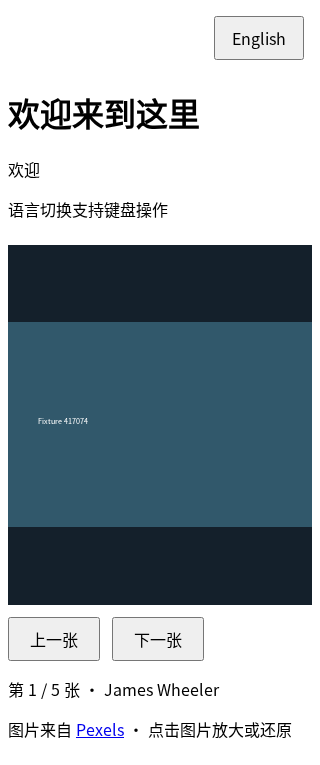 English
欢迎来到这里
欢迎
语言切换支持键盘操作
Fixture 417074
上一张 下一张
第 1 / 5 张 · James Wheeler
图片来自 Pexels · 点击图片放大或还原